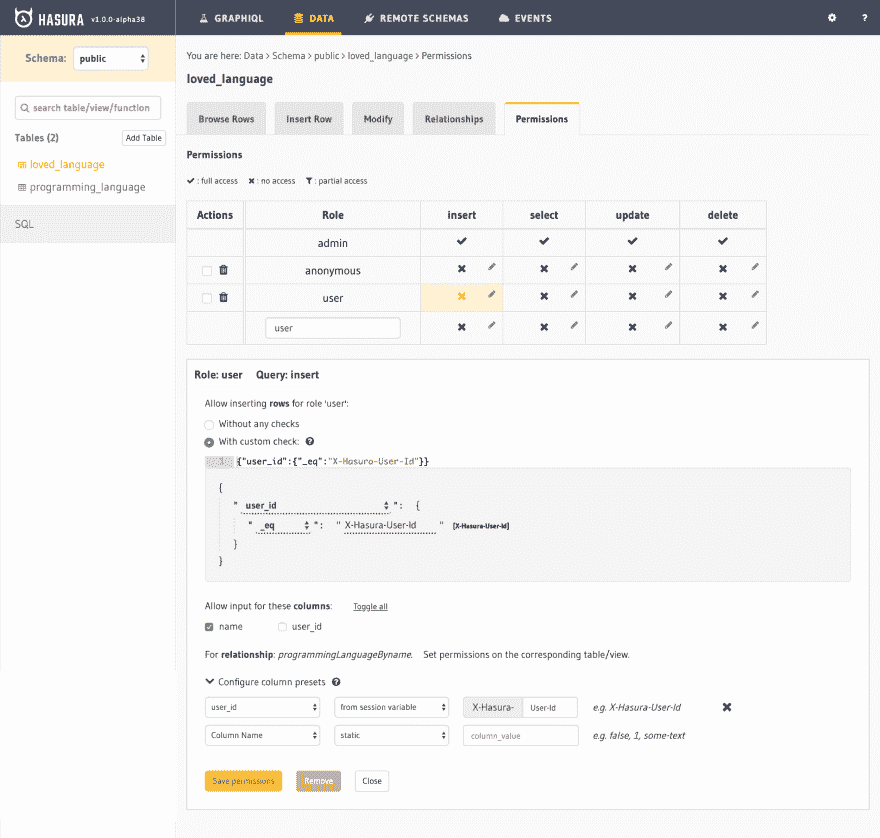 HASURA v1.0.0-alpha38 GRAPHIQL DATA REMOTE SCHEMAS EVENTS ?
Schema: public
search table/view/function
Tables (2) Add Table
loved_language
programming_language
SQL
You are here: Data > Schema > public > loved_language > Permissions
loved_language
Browse Rows Insert Row Modify Relationships Permissions
Permissions
: full access : no access : partial access
Actions Role insert select update delete
admin
anonymous
user
user
Role: user Query: insert
Allow inserting rows for role 'user':
Without any checks
With custom check: ?
{"user_id":{"_eq":"X-Hasura-User-Id"}}
{
" user_id ": {
" _eq ": " X-Hasura-User-Id " [X-Hasura-User-Id]
}
}
Allow input for these columns: Toggle all
name user_id
For relationship: programmingLanguageByname. Set permissions on the corresponding table/view.
Configure column presets ?
user_id from session variable X-Hasura- User-Id e.g. X-Hasura-User-Id
Column Name static column_value e.g. false, 1, some-text
Save permissions Remove Close